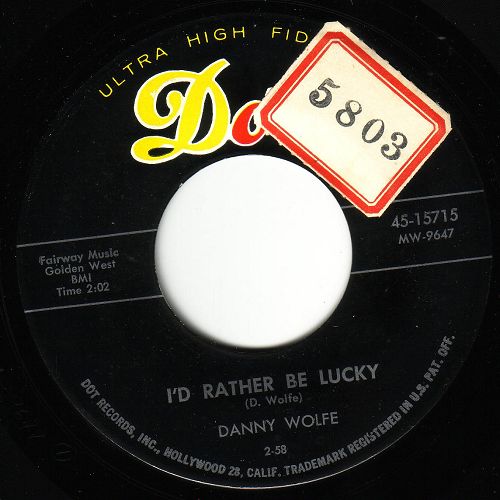 ULTRA HIGH FID
Do
5803
45-15715
MW-9647
Fairway Music
Golden West
BMI
Time 2:02
I'D RATHER BE LUCKY
(D. Wolfe)
DANNY WOLFE
2-58
DOT RECORDS, INC., HOLLYWOOD 28, CALIF. TRADEMARK REGISTERED IN U.S. PAT. OFF.